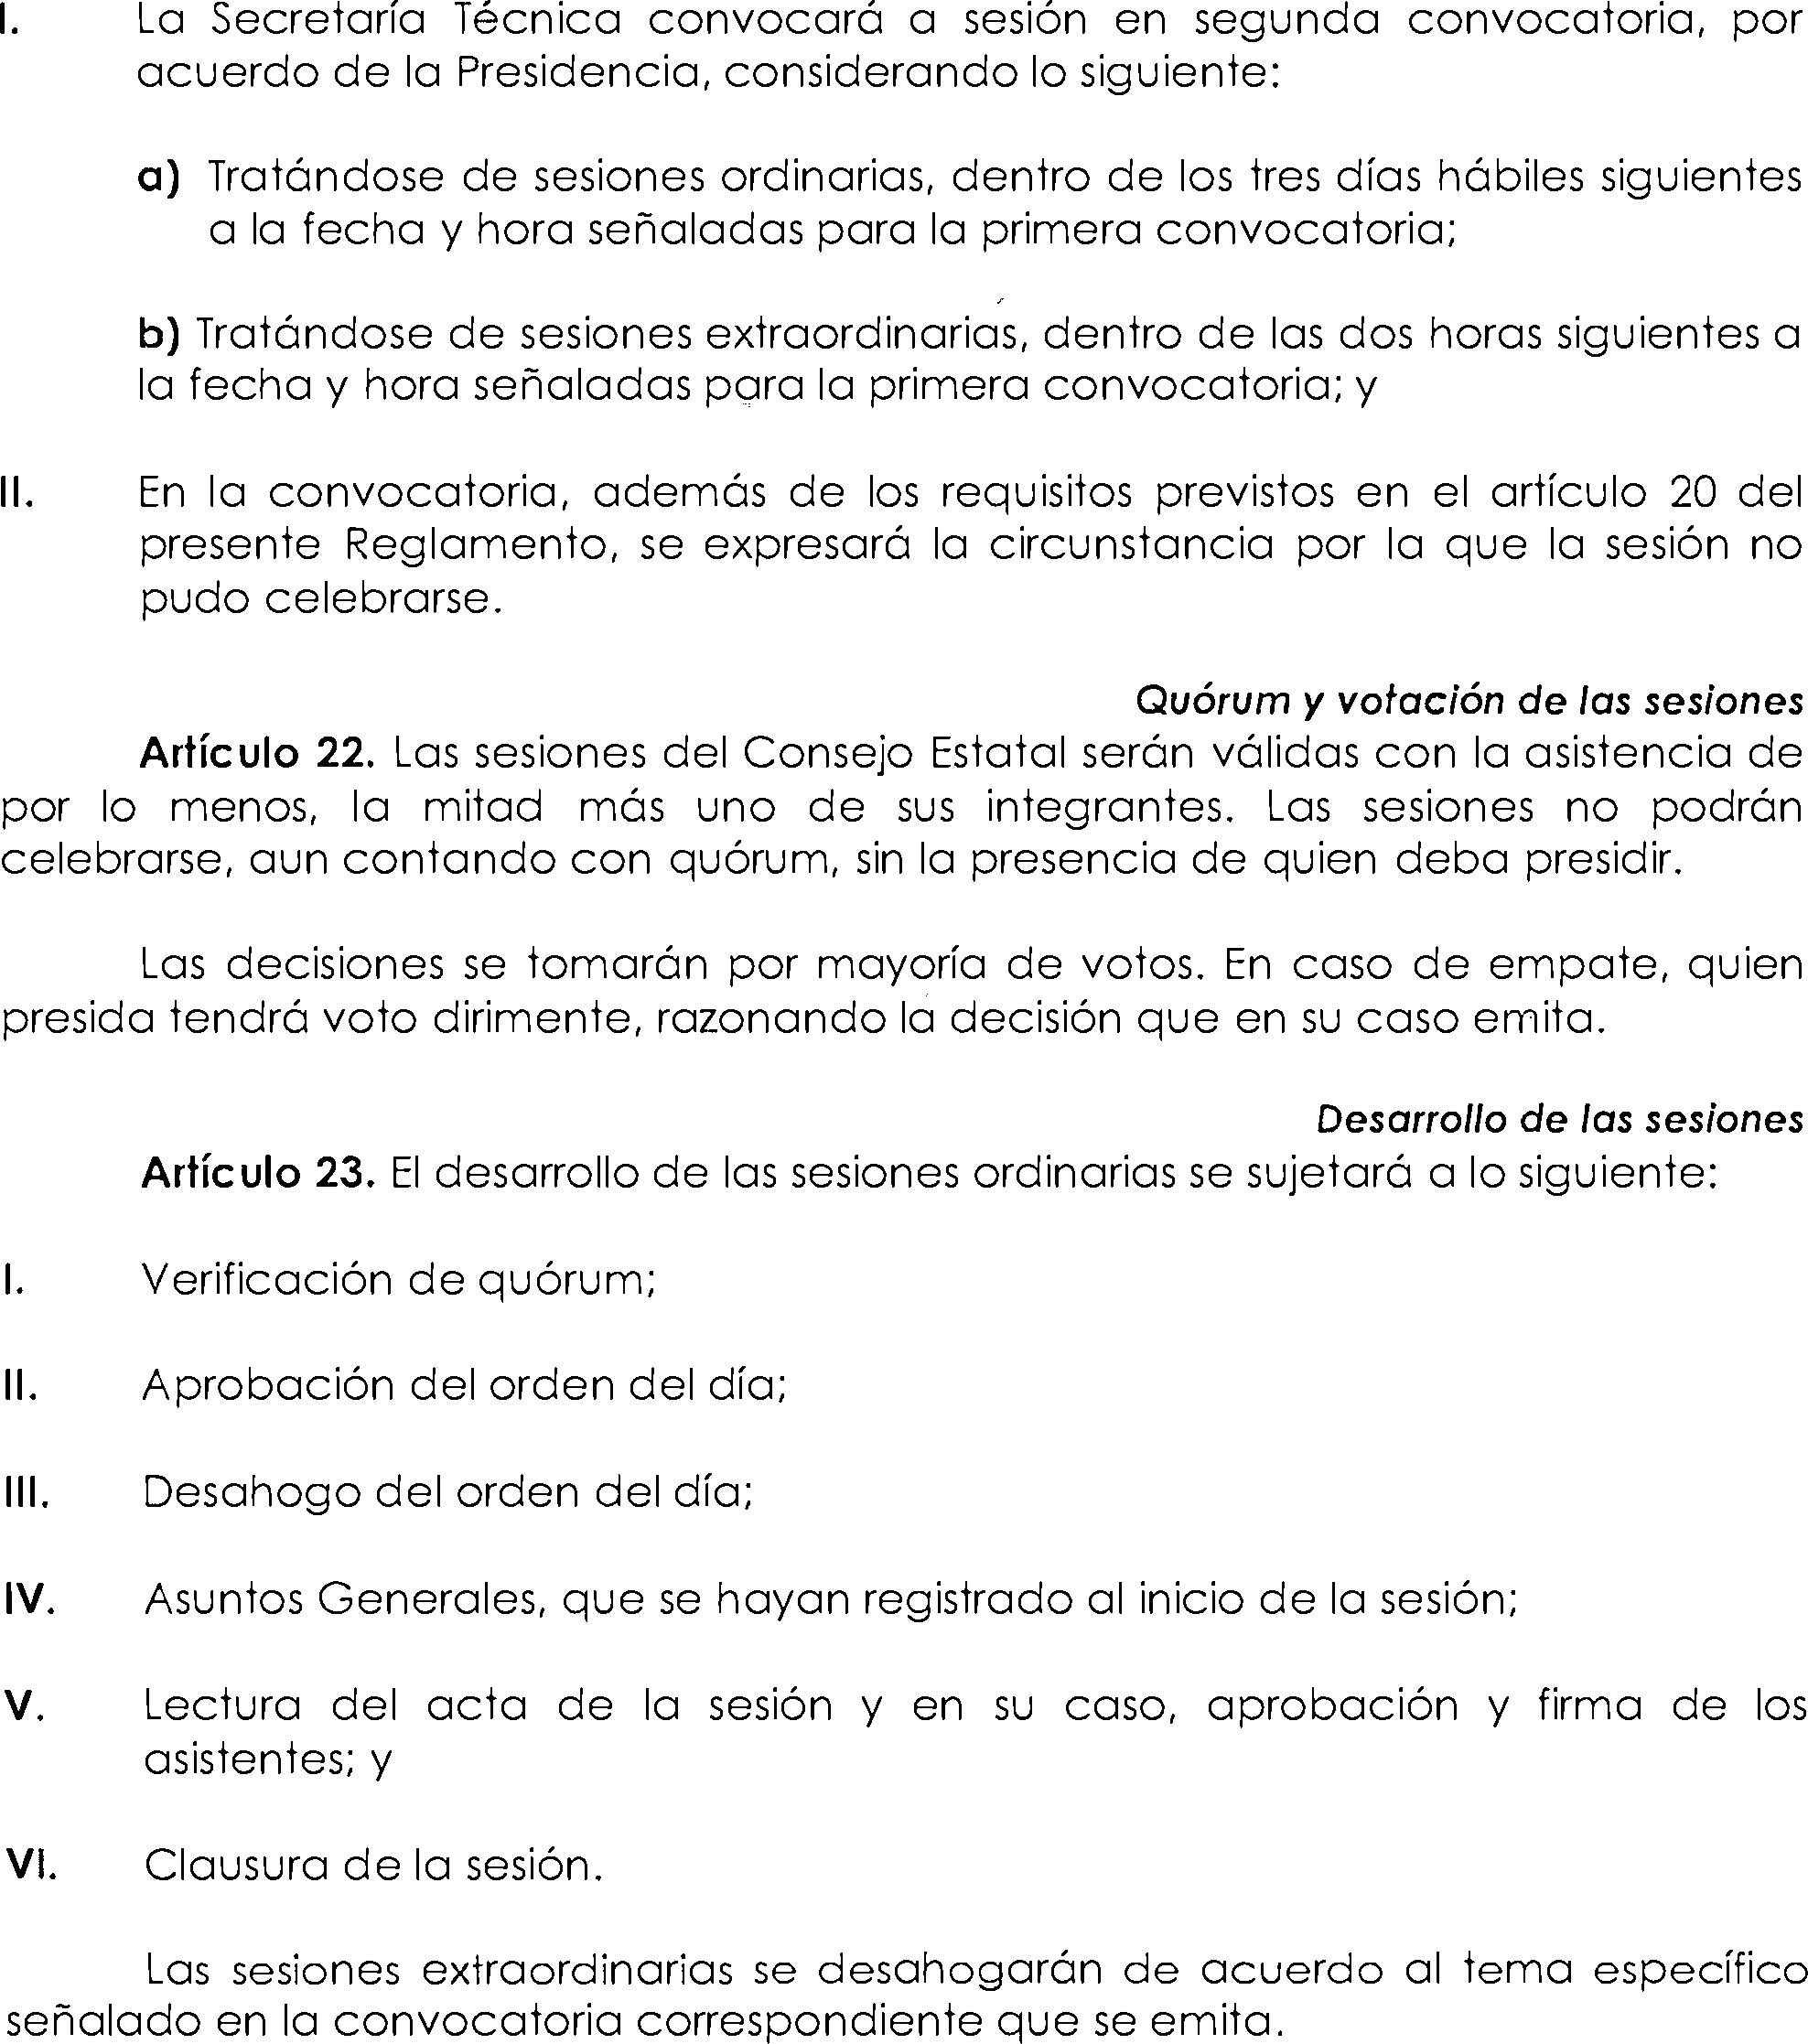 I. La Secretaría Técnica convocará a sesión en segunda convocatoria, por
acuerdo de la Presidencia, considerando lo siguiente:
a) Tratándose de sesiones ordinarias, dentro de los tres días hábiles siguientes
a la fecha y hora señaladas para la primera convocatoria;
b) Tratándose de sesiones extraordinarias, dentro de las dos horas siguientes a
la fecha y hora señaladas para la primera convocatoria; y
II. En la convocatoria, además de los requisitos previstos en el artículo 20 del
presente Reglamento, se expresará la circunstancia por la que la sesión no
pudo celebrarse.
Quórum y votación de las sesiones
Artículo 22. Las sesiones del Consejo Estatal serán válidas con la asistencia de
por lo menos, la mitad más uno de sus integrantes. Las sesiones no podrán
celebrarse, aun contando con quórum, sin la presencia de quien deba presidir.
Las decisiones se tomarán por mayoría de votos. En caso de empate, quien
presida tendrá voto dirimente, razonando la decisión que en su caso emita.
Desarrollo de las sesiones
Artículo 23. El desarrollo de las sesiones ordinarias se sujetará a lo siguiente:
I. Verificación de quórum;
II. Aprobación del orden del día;
III. Desahogo del orden del día;
IV. Asuntos Generales, que se hayan registrado al inicio de la sesión;
V. Lectura del acta de la sesión y en su caso, aprobación y firma de los
asistentes; y
VI. Clausura de la sesión.
Las sesiones extraordinarias se desahogarán de acuerdo al tema específico
señalado en la convocatoria correspondiente que se emita.